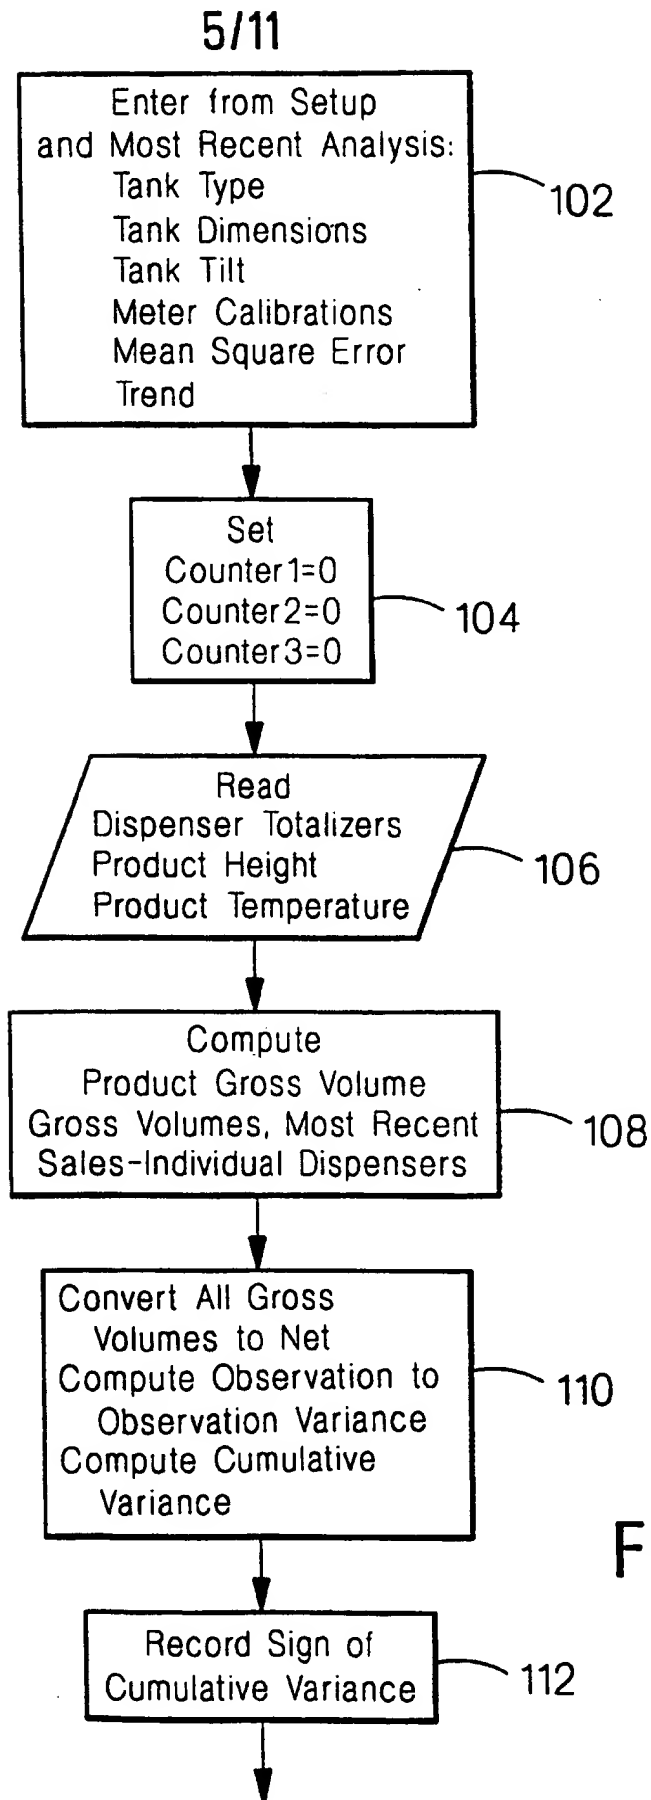 5/11
Enter from Setup
and Most Recent Analysis:
Tank Type
Tank Dimensions
Tank Tilt
Meter Calibrations
Mean Square Error
Trend
102
Set
Counter1=0
Counter2=0
Counter3=0
104
Read
Dispenser Totalizers
Product Height
Product Temperature
106
Compute
Product Gross Volume
Gross Volumes, Most Recent
Sales-Individual Dispensers
108
Convert All Gross
Volumes to Net
Compute Observation to
Observation Variance
Compute Cumulative
Variance
110
F
Record Sign of
Cumulative Variance
112